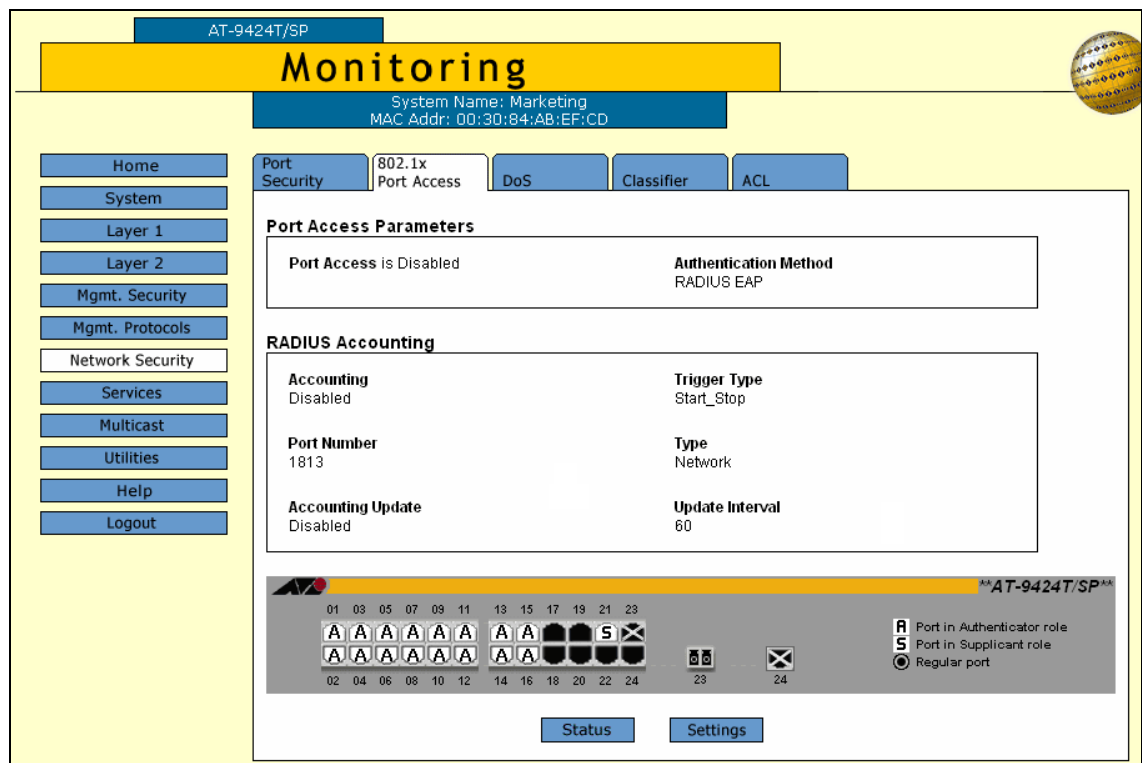 AT-9424T/SP
Monitoring
System Name: Marketing
MAC Addr: 00:30:84:AB:EF:CD
Home
System
Layer 1
Layer 2
Mgmt. Security
Mgmt. Protocols
Network Security
Services
Multicast
Utilities
Help
Logout
Port Security
802.1x Port Access
DoS
Classifier
ACL
Port Access Parameters
Port Access is Disabled
Authentication Method
RADIUS EAP
RADIUS Accounting
Accounting
Disabled
Trigger Type
Start_Stop
Port Number
1813
Type
Network
Accounting Update
Disabled
Update Interval
60
**AT-9424T/SP**
01 03 05 07 09 11 13 15 17 19 21 23
A A A A A A A A S
A A A A A A A A
02 04 06 08 10 12 14 16 18 20 22 24
23 24
A Port in Authenticator role
S Port in Supplicant role
Regular port
Status
Settings